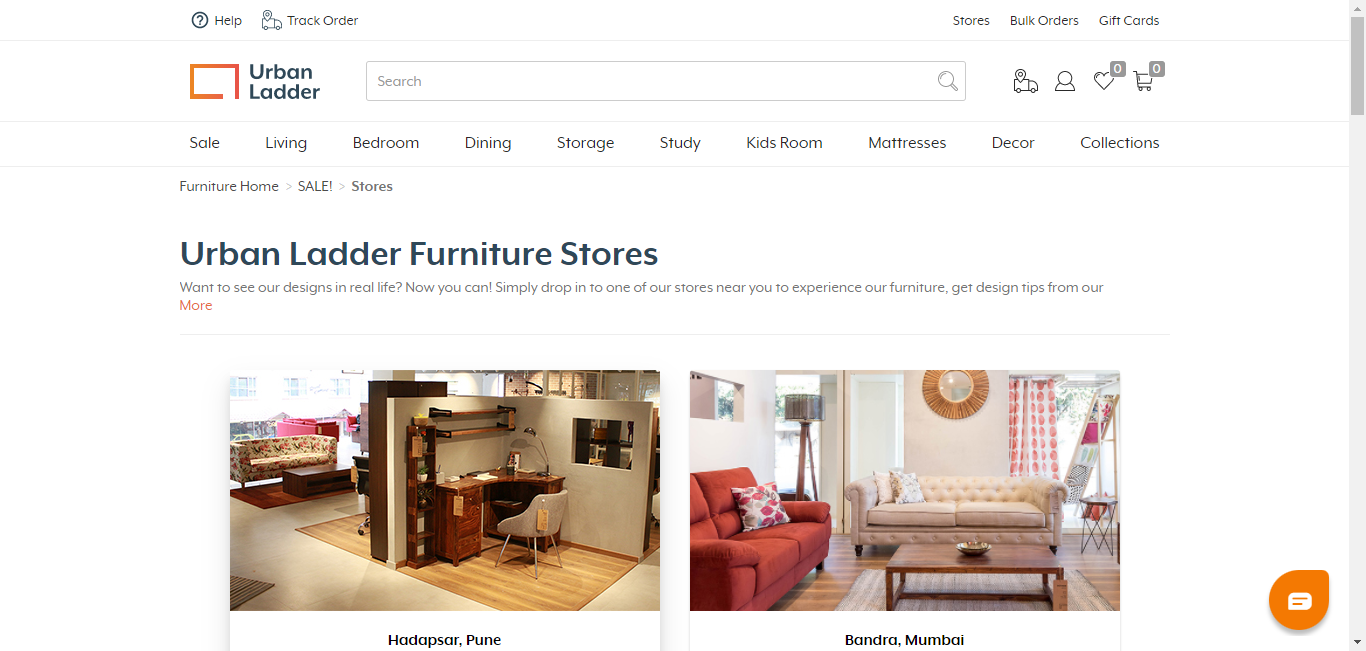 Help Track Order Stores Bulk Orders Gift Cards
Urban
Ladder
Search
0 0
Sale Living Bedroom Dining Storage Study Kids Room Mattresses Decor Collections
Furniture Home > SALE! > Stores
Urban Ladder Furniture Stores
Want to see our designs in real life? Now you can! Simply drop in to one of our stores near you to experience our furniture, get design tips from our
More
Hadapsar, Pune Bandra, Mumbai